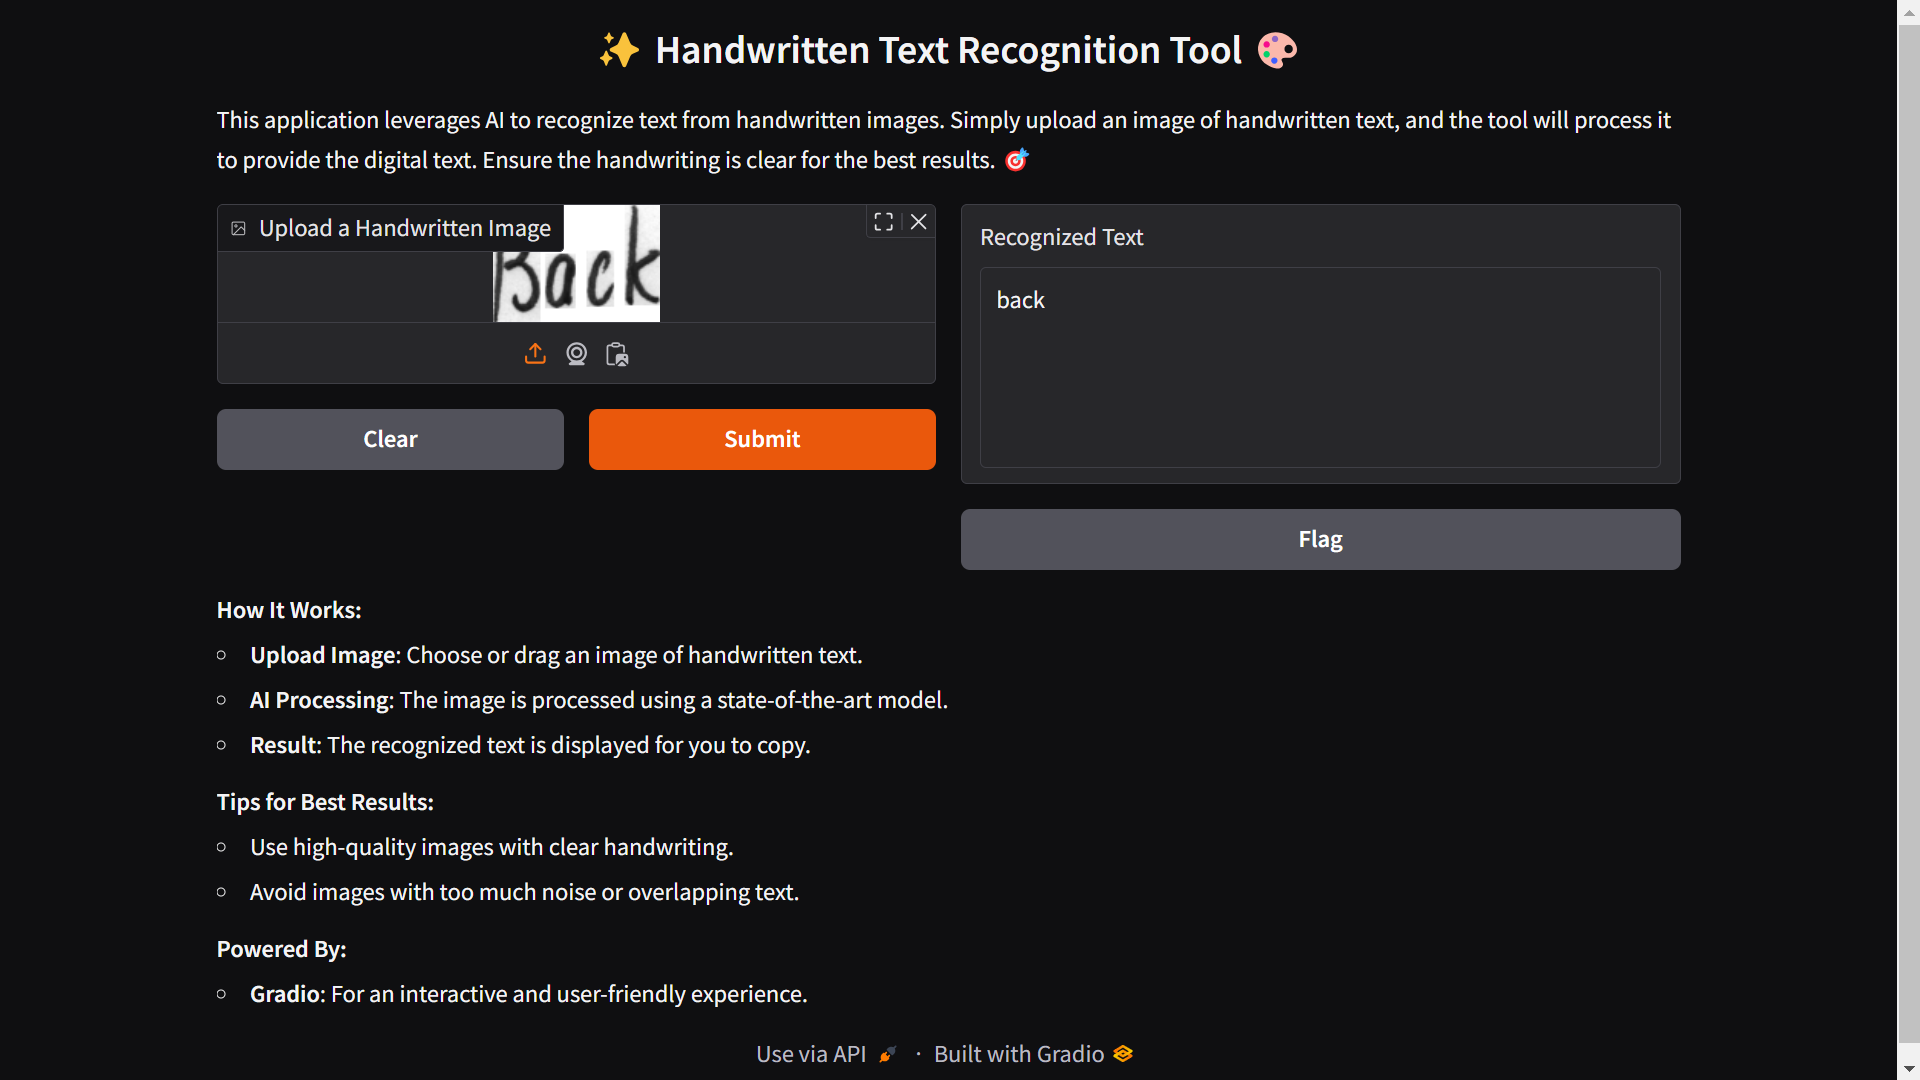 ✨ Handwritten Text Recognition Tool 🎨
This application leverages AI to recognize text from handwritten images. Simply upload an image of handwritten text, and the tool will process it
to provide the digital text. Ensure the handwriting is clear for the best results. 🎯
Upload a Handwritten Image
Back
Recognized Text
back
Clear
Submit
Flag
How It Works:
Upload Image: Choose or drag an image of handwritten text.
AI Processing: The image is processed using a state-of-the-art model.
Result: The recognized text is displayed for you to copy.
Tips for Best Results:
Use high-quality images with clear handwriting.
Avoid images with too much noise or overlapping text.
Powered By:
Gradio: For an interactive and user-friendly experience.
Use via API 🚀 · Built with Gradio